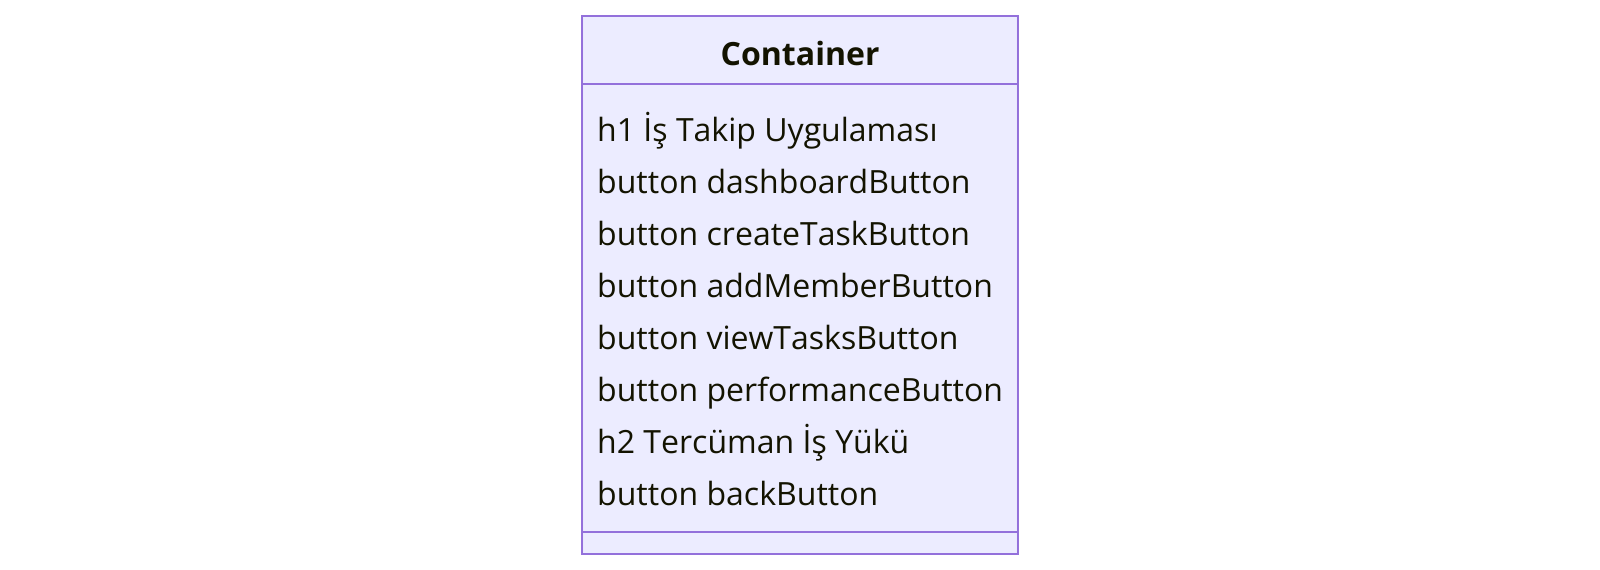 Container
h1 İş Takip Uygulaması
button dashboardButton
button createTaskButton
button addMemberButton
button viewTasksButton
button performanceButton
h2 Tercüman İş Yükü
button backButton